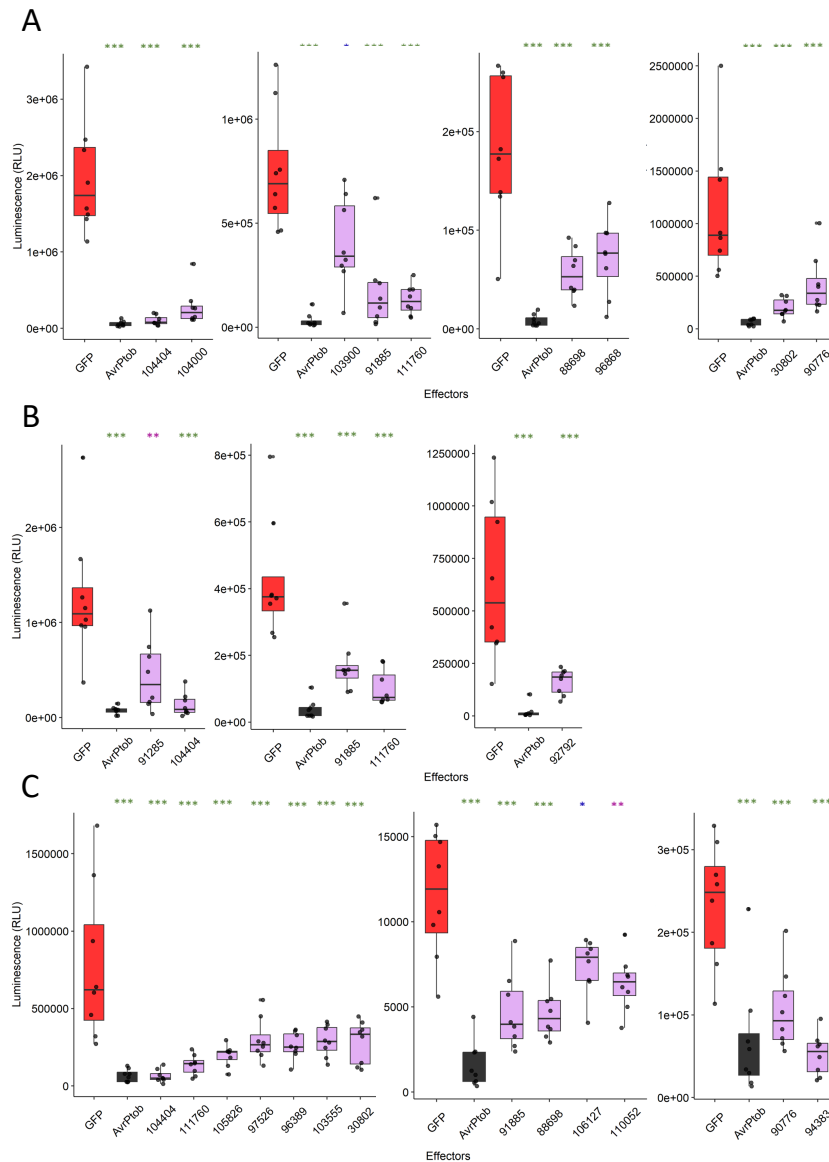 A
*** *** ***
*** * *** ***
*** *** ***
*** *** ***
Luminescence (RLU)
3e+06
2e+06
1e+06
0e+00
GFP
AvrPtob
104404
104000
1e+06
5e+05
0e+00
GFP
AvrPtob
103900
91885
111760
2e+05
1e+05
0e+00
GFP
AvrPtob
88698
96868
2500000
2000000
1500000
1000000
500000
0
GFP
AvrPtob
30802
90776
Effectors
B
*** ** ***
*** *** ***
*** ***
Luminescence (RLU)
2e+06
1e+06
0e+00
GFP
AvrPtob
91285
104404
8e+05
6e+05
4e+05
2e+05
0e+00
GFP
AvrPtob
91885
111760
1250000
1000000
750000
500000
250000
0
GFP
AvrPtob
92792
Effectors
C
*** *** *** *** *** *** *** ***
*** *** *** * **
*** *** ***
Luminescence (RLU)
1500000
1000000
500000
0
GFP
AvrPtob
104404
111760
105826
97526
96389
103555
30802
15000
10000
5000
0
GFP
AvrPtob
91885
88698
106127
110052
3e+05
2e+05
1e+05
0e+00
GFP
AvrPtob
90776
94383
Effectors